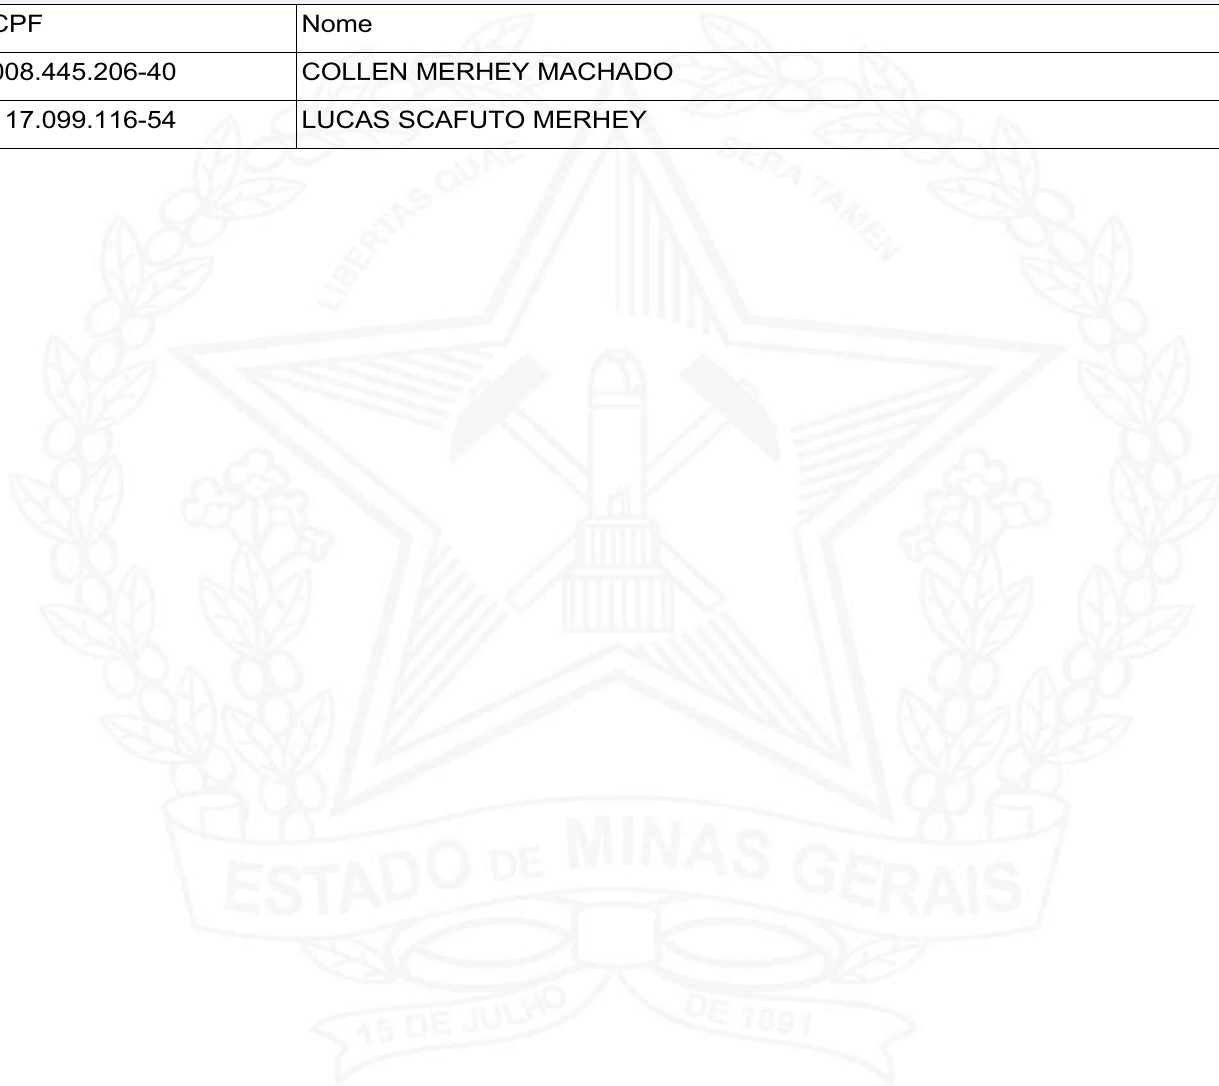 CPF Nome
008.445.206-40 COLLEN MERHEY MACHADO
17.099.116-54 LUCAS SCAFUTO MERHEY
LIBERTAS QUAE SERA TAMEN
ESTADO DE MINAS GERAIS
15 DE JULHO DE 1891